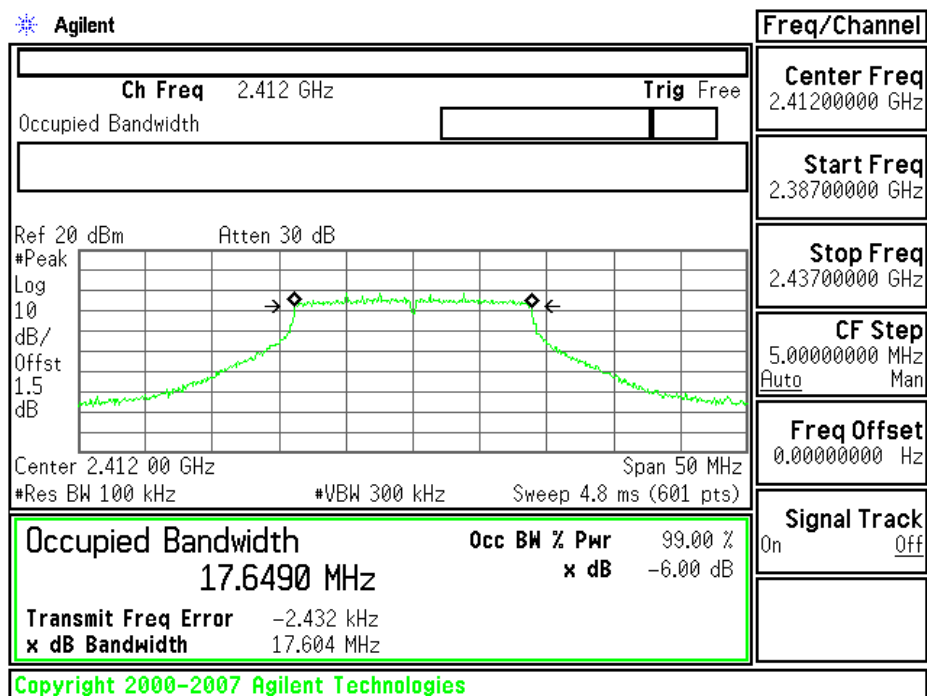 Agilent
Freq/Channel
Ch Freq 2.412 GHz Trig Free
Occupied Bandwidth
Center Freq
2.41200000 GHz
Start Freq
2.38700000 GHz
Stop Freq
2.43700000 GHz
CF Step
5.00000000 MHz
Auto Man
Freq Offset
0.00000000 Hz
Signal Track
On Off
Ref 20 dBm Atten 30 dB
#Peak
Log
10
dB/
Offst
1.5
dB
Center 2.412 00 GHz Span 50 MHz
#Res BW 100 kHz #VBW 300 kHz Sweep 4.8 ms (601 pts)
Occupied Bandwidth Occ BW % Pwr 99.00 %
17.6490 MHz x dB -6.00 dB
Transmit Freq Error -2.432 kHz
x dB Bandwidth 17.604 MHz
Copyright 2000-2007 Agilent Technologies